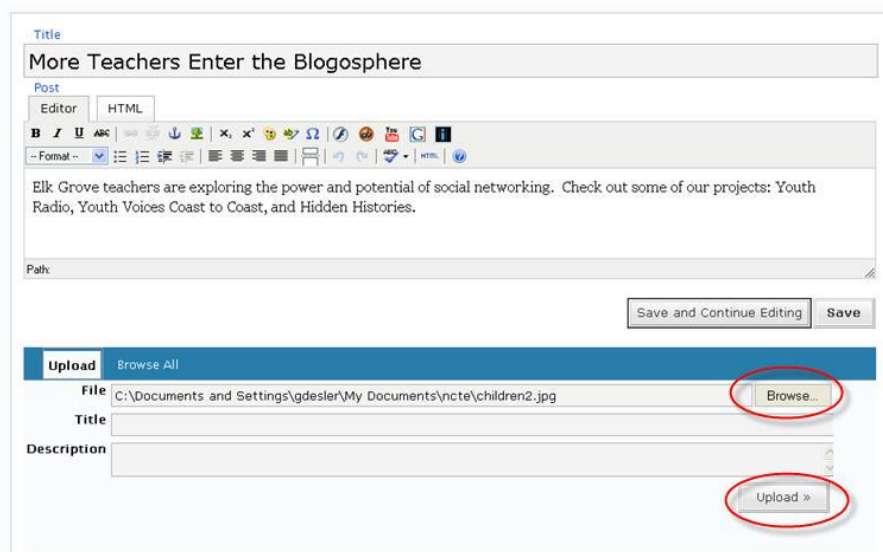 Title
More Teachers Enter the Blogosphere
Post
Editor HTML
B I U ABC
-- Format -- HTML
Elk Grove teachers are exploring the power and potential of social networking. Check out some of our projects: Youth
Radio, Youth Voices Coast to Coast, and Hidden Histories.
Path:
Save and Continue Editing Save
Upload Browse All
File C:\Documents and Settings\gdesler\My Documents\ncte\children2.jpg Browse...
Title
Description
Upload »